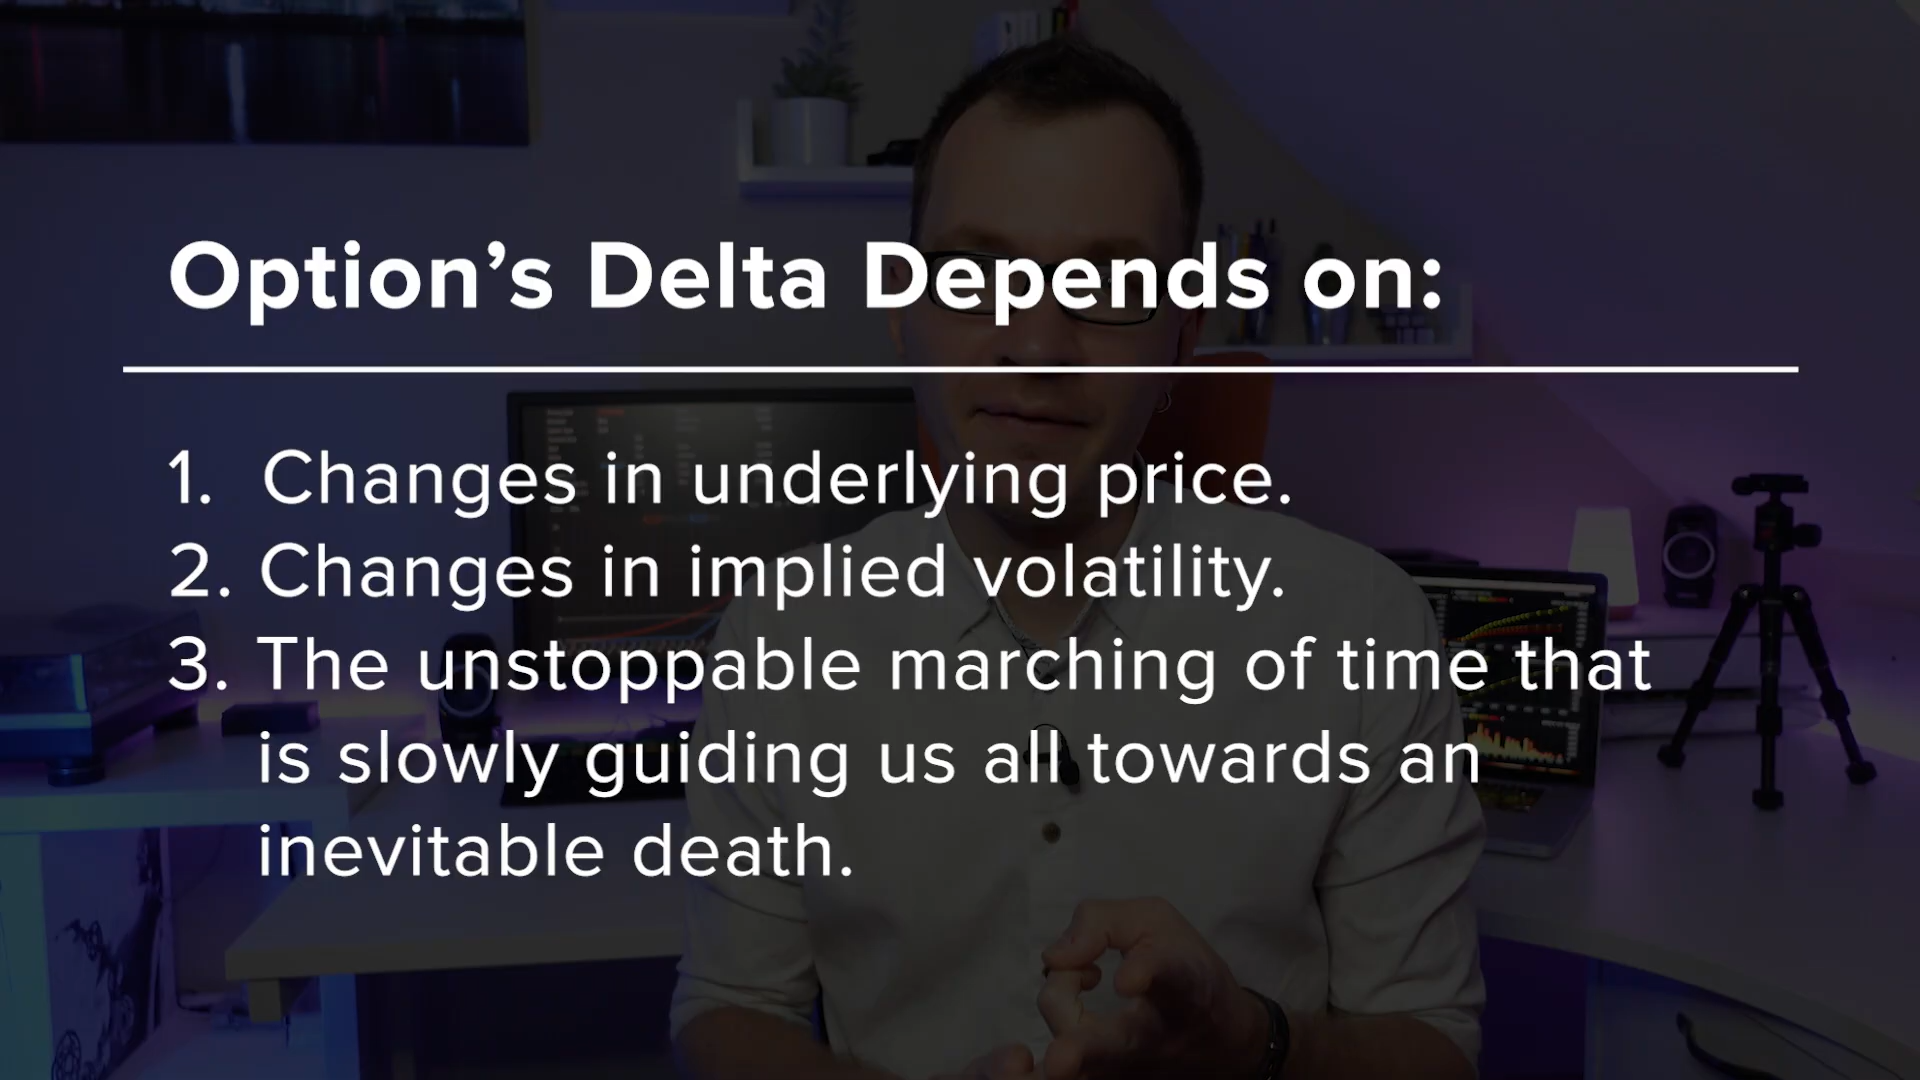 Option’s Delta Depends on:
1. Changes in underlying price.
2. Changes in implied volatility.
3. The unstoppable marching of time that
is slowly guiding us all towards an
inevitable death.